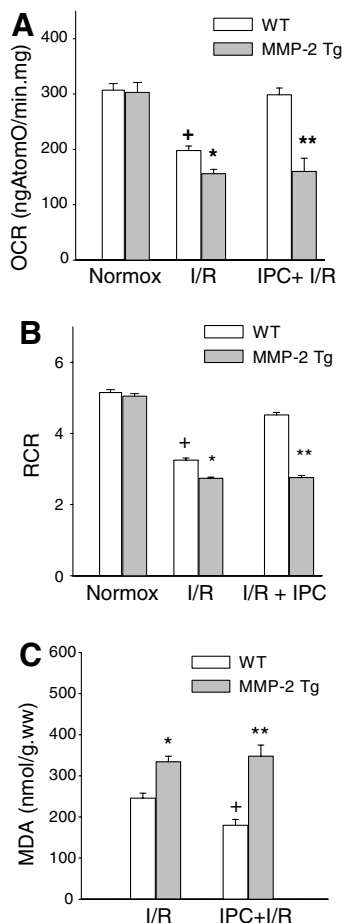 A
WT
MMP-2 Tg
OCR (ngAtomO/min.mg)
400
300
200
100
0
+
*
**
Normox I/R IPC+ I/R
B
WT
MMP-2 Tg
RCR
6
4
2
0
+
*
**
Normox I/R I/R + IPC
C
WT
MMP-2 Tg
MDA (nmol/g.ww)
600
500
400
300
200
100
0
*
+
**
I/R IPC+I/R